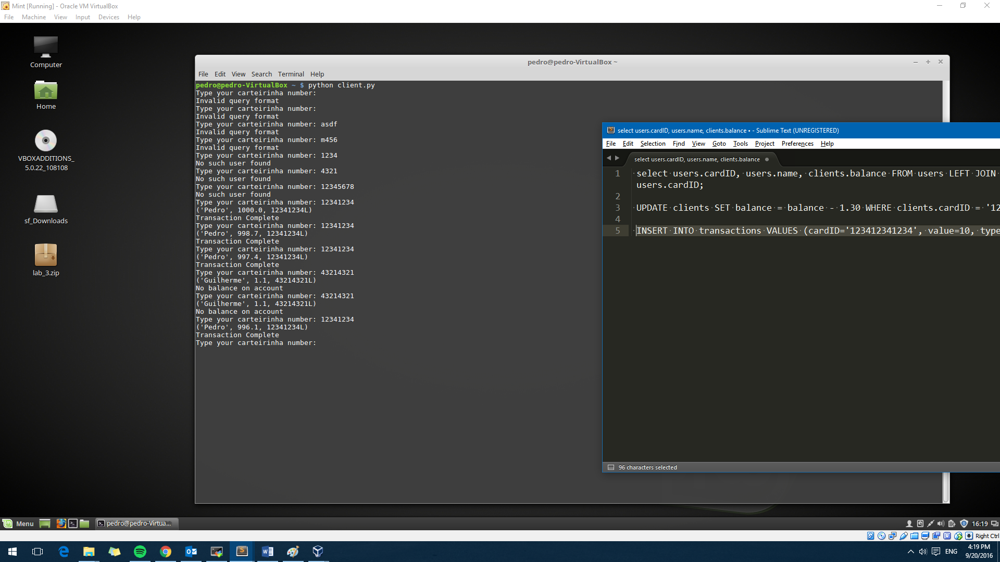 Mint [Running] - Oracle VM VirtualBox
File Machine View Input Devices Help
Computer
Home
VBOXADDITIONS_
5.0.22_108108
sf_Downloads
lab_3.zip
pedro@pedro-VirtualBox ~
File Edit View Search Terminal Help
pedro@pedro-VirtualBox ~ $ python client.py
Type your carteirinha number:
Invalid query format
Type your carteirinha number:
Invalid query format
Type your carteirinha number: asdf
Invalid query format
Type your carteirinha number: m456
Invalid query format
Type your carteirinha number: 1234
No such user found
Type your carteirinha number: 4321
No such user found
Type your carteirinha number: 12345678
No such user found
Type your carteirinha number: 12341234
('Pedro', 1000.0, 12341234L)
Transaction Complete
Type your carteirinha number: 12341234
('Pedro', 998.7, 12341234L)
Transaction Complete
Type your carteirinha number: 12341234
('Pedro', 997.4, 12341234L)
Transaction Complete
Type your carteirinha number: 43214321
('Guilherme', 1.1, 43214321L)
No balance on account
Type your carteirinha number: 43214321
('Guilherme', 1.1, 43214321L)
No balance on account
Type your carteirinha number: 12341234
('Pedro', 996.1, 12341234L)
Transaction Complete
Type your carteirinha number:
select users.cardID, users.name, clients.balance • - Sublime Text (UNREGISTERED)
File Edit Selection Find View Goto Tools Project Preferences Help
select users.cardID, users.name, clients.balance
1 select users.cardID, users.name, clients.balance FROM users LEFT JOIN
users.cardID;
2
3 UPDATE clients SET balance = balance - 1.30 WHERE clients.cardID = '12
4
5 INSERT INTO transactions VALUES (cardID='123412341234', value=10, type
96 characters selected
Menu
pedro@pedro-Virtua...
16:19
Right Ctrl
ENG
4:19 PM
9/20/2016